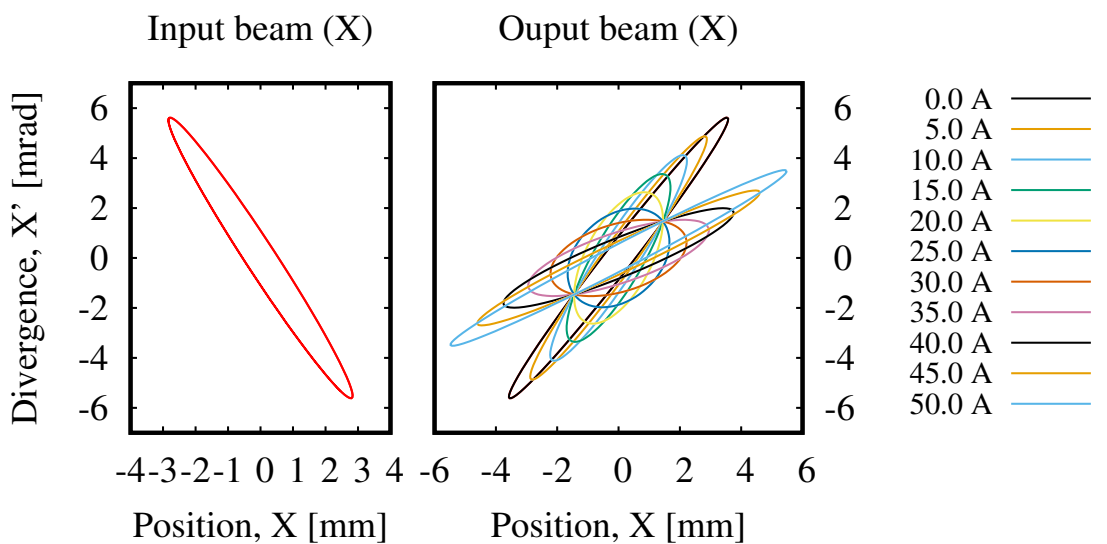 Input beam (X)
Ouput beam (X)
Divergence, X’ [mrad]
6
4
2
0
-2
-4
-6
-4 -3 -2 -1 0 1 2 3 4
Position, X [mm]
6
4
2
0
-2
-4
-6
-6 -4 -2 0 2 4 6
Position, X [mm]
0.0 A
5.0 A
10.0 A
15.0 A
20.0 A
25.0 A
30.0 A
35.0 A
40.0 A
45.0 A
50.0 A